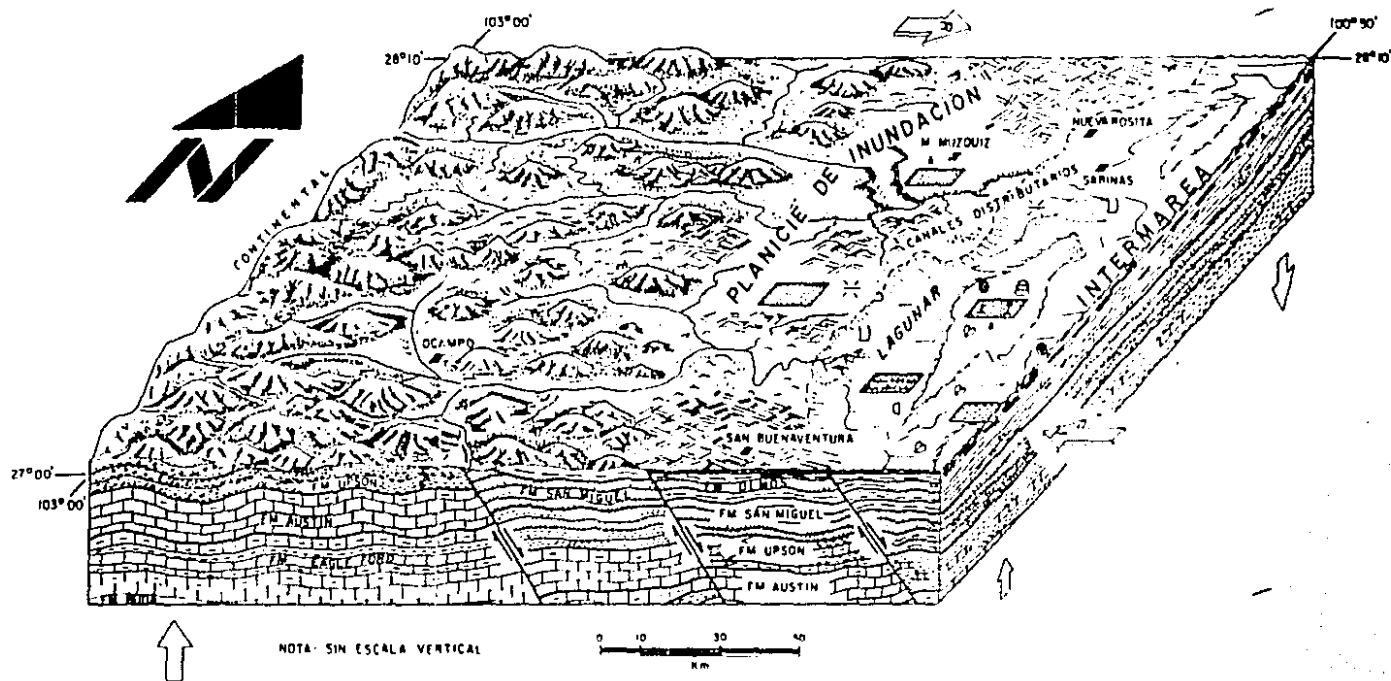 103° 00'
28° 10'
100° 30'
28° 10'
N
CONTINENTAL
PLANICIE DE INUNDACION
NUEVA ROSITA
M. MUZQUIZ
SABINAS
CANALES DISTRIBUTARIOS
INTERMAREA
LAGUNAR
OCAMPO
SAN BUENAVENTURA
27° 00'
103° 00'
FM UPSON
FM SAN MIGUEL
FM OLMOS
FM AUSTIN
FM SAN MIGUEL
FM EAGLE FORD
FM UPSON
FM AUSTIN
NOTA: SIN ESCALA VERTICAL
0 10 30
Km